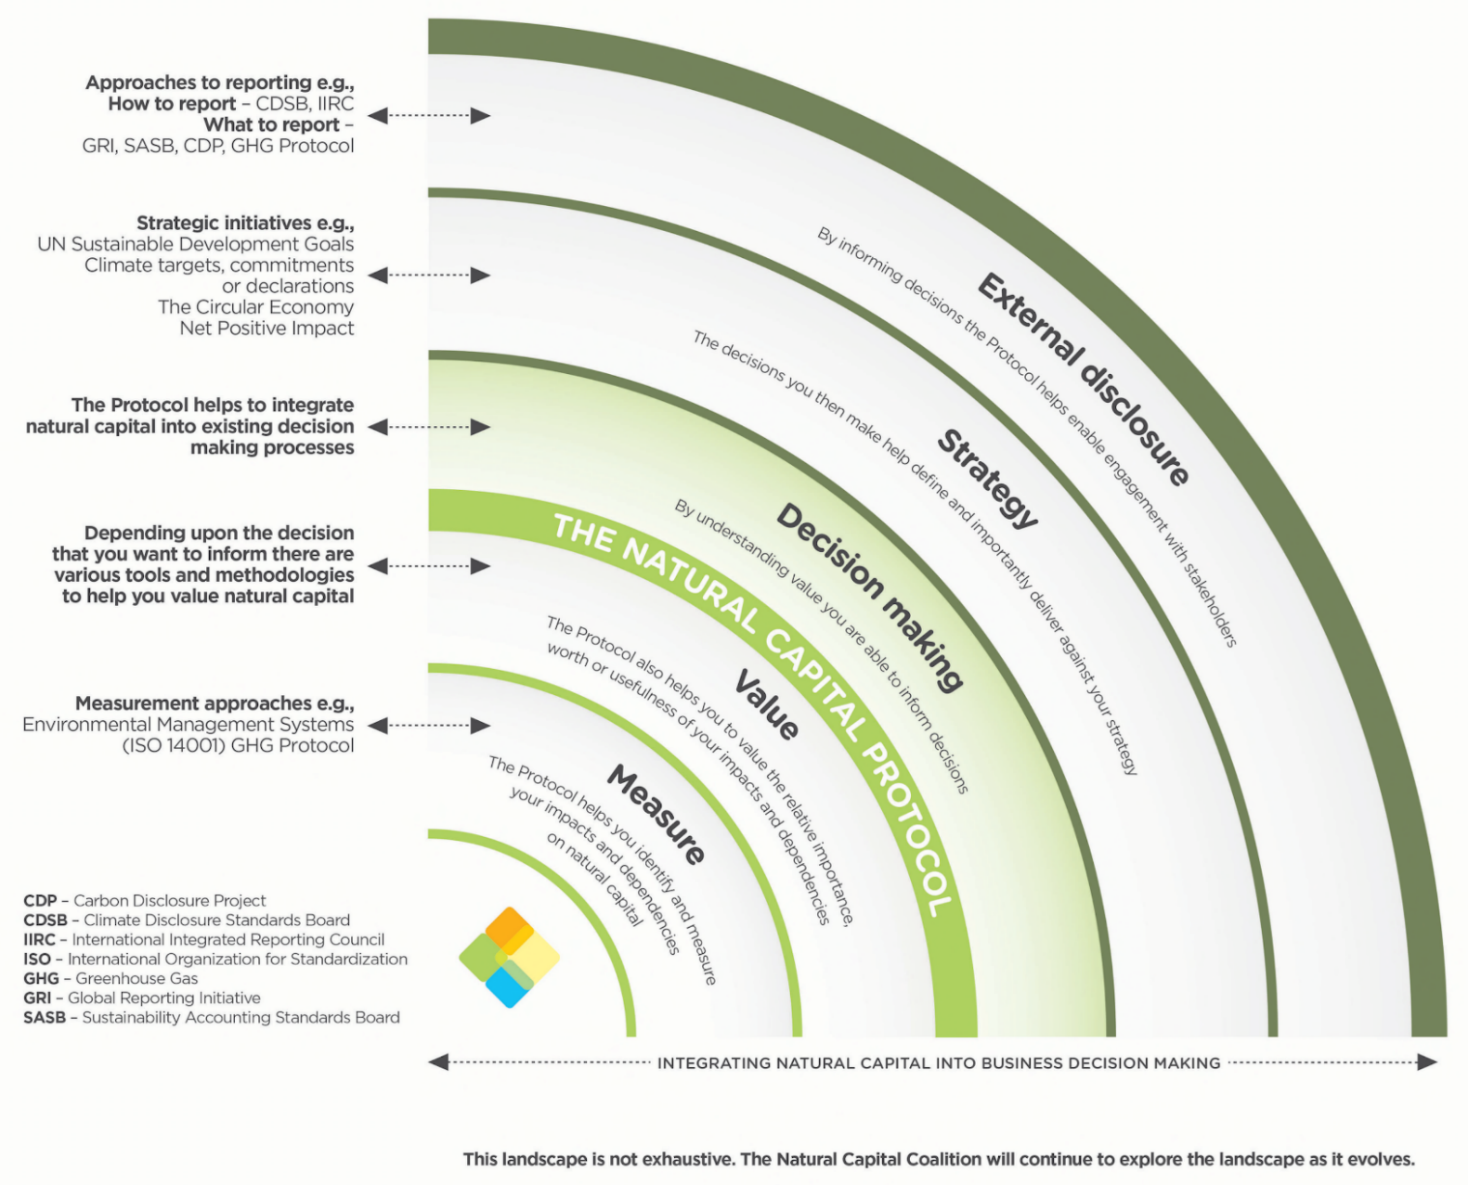 Approaches to reporting e.g.,
How to report – CDSB, IIRC
What to report –
GRI, SASB, CDP, GHG Protocol
Strategic initiatives e.g.,
UN Sustainable Development Goals
Climate targets, commitments
or declarations
The Circular Economy
Net Positive Impact
The Protocol helps to integrate
natural capital into existing decision
making processes
Depending upon the decision
that you want to inform there are
various tools and methodologies
to help you value natural capital
Measurement approaches e.g.,
Environmental Management Systems
(ISO 14001) GHG Protocol
External disclosure
By informing decisions the Protocol helps enable engagement with stakeholders
Strategy
The decisions you then make help define and importantly deliver against your strategy
Decision making
By understanding value you are able to inform decisions
THE NATURAL CAPITAL PROTOCOL
Value
The Protocol also helps you to value the relative importance,
worth or usefulness of your impacts and dependencies
Measure
The Protocol helps you identify and measure
your impacts and dependencies
on natural capital
CDP – Carbon Disclosure Project
CDSB – Climate Disclosure Standards Board
IIRC – International Integrated Reporting Council
ISO – International Organization for Standardization
GHG – Greenhouse Gas
GRI – Global Reporting Initiative
SASB – Sustainability Accounting Standards Board
INTEGRATING NATURAL CAPITAL INTO BUSINESS DECISION MAKING
This landscape is not exhaustive. The Natural Capital Coalition will continue to explore the landscape as it evolves.